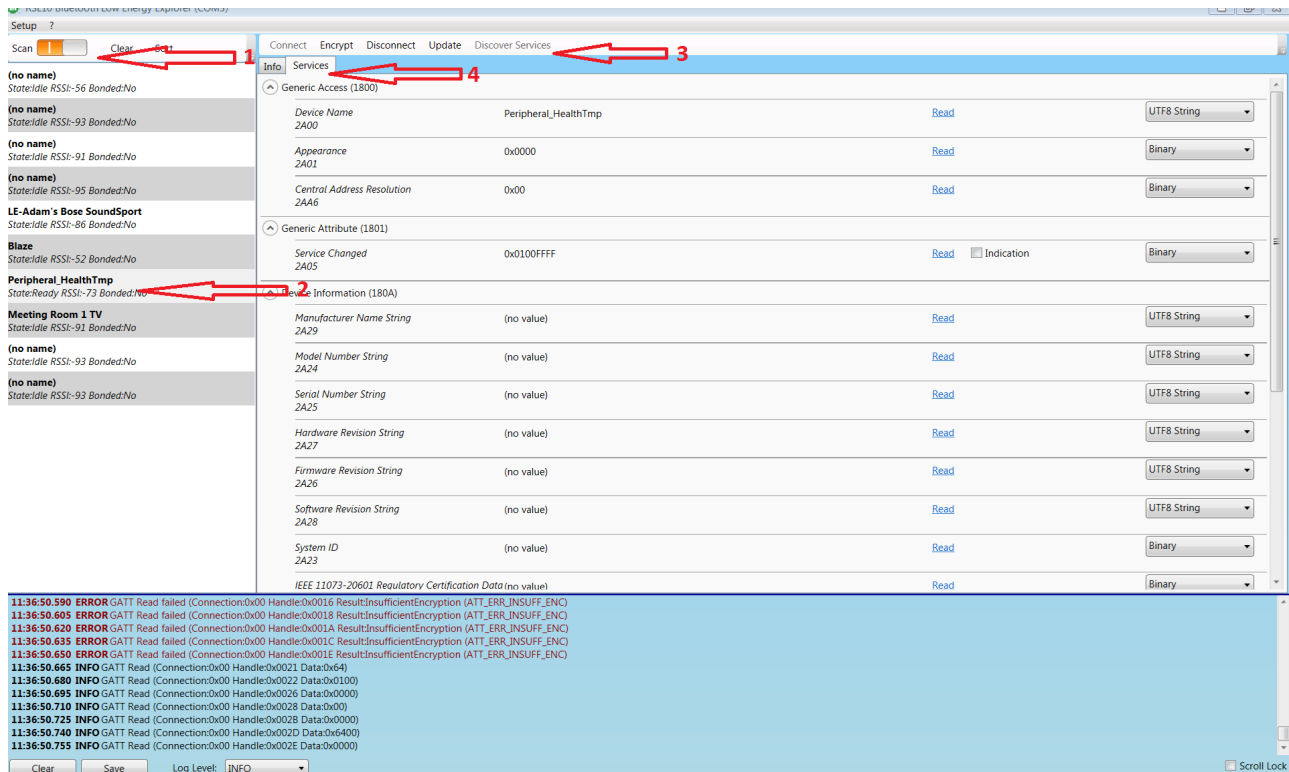 RSL10 Bluetooth Low Energy Explorer (COM5)
Setup ?
Scan Clear Sort
1
(no name)
State:Idle RSSI:-56 Bonded:No
(no name)
State:Idle RSSI:-93 Bonded:No
(no name)
State:Idle RSSI:-91 Bonded:No
(no name)
State:Idle RSSI:-95 Bonded:No
LE-Adam's Bose SoundSport
State:Idle RSSI:-86 Bonded:No
Blaze
State:Idle RSSI:-52 Bonded:No
Peripheral_HealthTmp
State:Ready RSSI:-73 Bonded:No
2
Meeting Room 1 TV
State:Idle RSSI:-91 Bonded:No
(no name)
State:Idle RSSI:-93 Bonded:No
(no name)
State:Idle RSSI:-93 Bonded:No
Connect Encrypt Disconnect Update Discover Services
3
Info Services
4
Generic Access (1800)
Device Name Peripheral_HealthTmp Read UTF8 String
2A00
Appearance 0x0000 Read Binary
2A01
Central Address Resolution 0x00 Read Binary
2AA6
Generic Attribute (1801)
Service Changed 0x0100FFFF Read Indication Binary
2A05
Device Information (180A)
Manufacturer Name String (no value) Read UTF8 String
2A29
Model Number String (no value) Read UTF8 String
2A24
Serial Number String (no value) Read UTF8 String
2A25
Hardware Revision String (no value) Read UTF8 String
2A27
Firmware Revision String (no value) Read UTF8 String
2A26
Software Revision String (no value) Read UTF8 String
2A28
System ID (no value) Read Binary
2A23
IEEE 11073-20601 Regulatory Certification Data (no value) Read Binary
11:36:50.590 ERROR GATT Read failed (Connection:0x00 Handle:0x0016 Result:InsufficientEncryption (ATT_ERR_INSUFF_ENC)
11:36:50.605 ERROR GATT Read failed (Connection:0x00 Handle:0x0018 Result:InsufficientEncryption (ATT_ERR_INSUFF_ENC)
11:36:50.620 ERROR GATT Read failed (Connection:0x00 Handle:0x001A Result:InsufficientEncryption (ATT_ERR_INSUFF_ENC)
11:36:50.635 ERROR GATT Read failed (Connection:0x00 Handle:0x001C Result:InsufficientEncryption (ATT_ERR_INSUFF_ENC)
11:36:50.650 ERROR GATT Read failed (Connection:0x00 Handle:0x001E Result:InsufficientEncryption (ATT_ERR_INSUFF_ENC)
11:36:50.665 INFO GATT Read (Connection:0x00 Handle:0x0021 Data:0x64)
11:36:50.680 INFO GATT Read (Connection:0x00 Handle:0x0022 Data:0x0100)
11:36:50.695 INFO GATT Read (Connection:0x00 Handle:0x0026 Data:0x0000)
11:36:50.710 INFO GATT Read (Connection:0x00 Handle:0x0028 Data:0x00)
11:36:50.725 INFO GATT Read (Connection:0x00 Handle:0x002B Data:0x0000)
11:36:50.740 INFO GATT Read (Connection:0x00 Handle:0x002D Data:0x6400)
11:36:50.755 INFO GATT Read (Connection:0x00 Handle:0x002E Data:0x0000)
Clear Save Log Level: INFO Scroll Lock